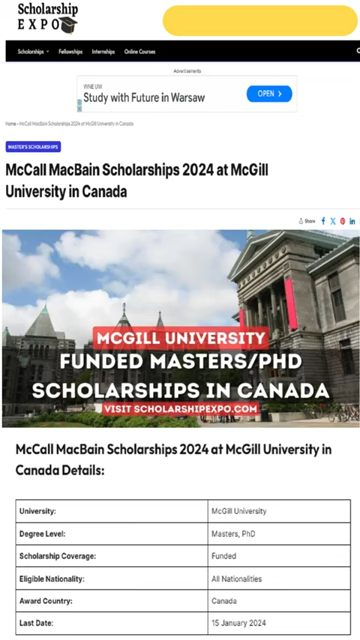 Scholarship
EXPO
Scholarships
Fellowships
Internships
Online Courses
Advertisements
WNE UW
Study with Future in Warsaw
OPEN >
Home - McCall MacBain Scholarships 2024 at McGill University in Canada
MASTER'S SCHOLARSHIPS
McCall MacBain Scholarships 2024 at McGill
University in Canada
Share
MCGILL UNIVERSITY
FUNDED MASTERS/PHD
SCHOLARSHIPS IN CANADA
VISIT SCHOLARSHIPEXPO.COM
McCall MacBain Scholarships 2024 at McGill University in
Canada Details:
University: McGill University
Degree Level: Masters, PhD
Scholarship Coverage: Funded
Eligible Nationality: All Nationalities
Award Country: Canada
Last Date: 15 January 2024